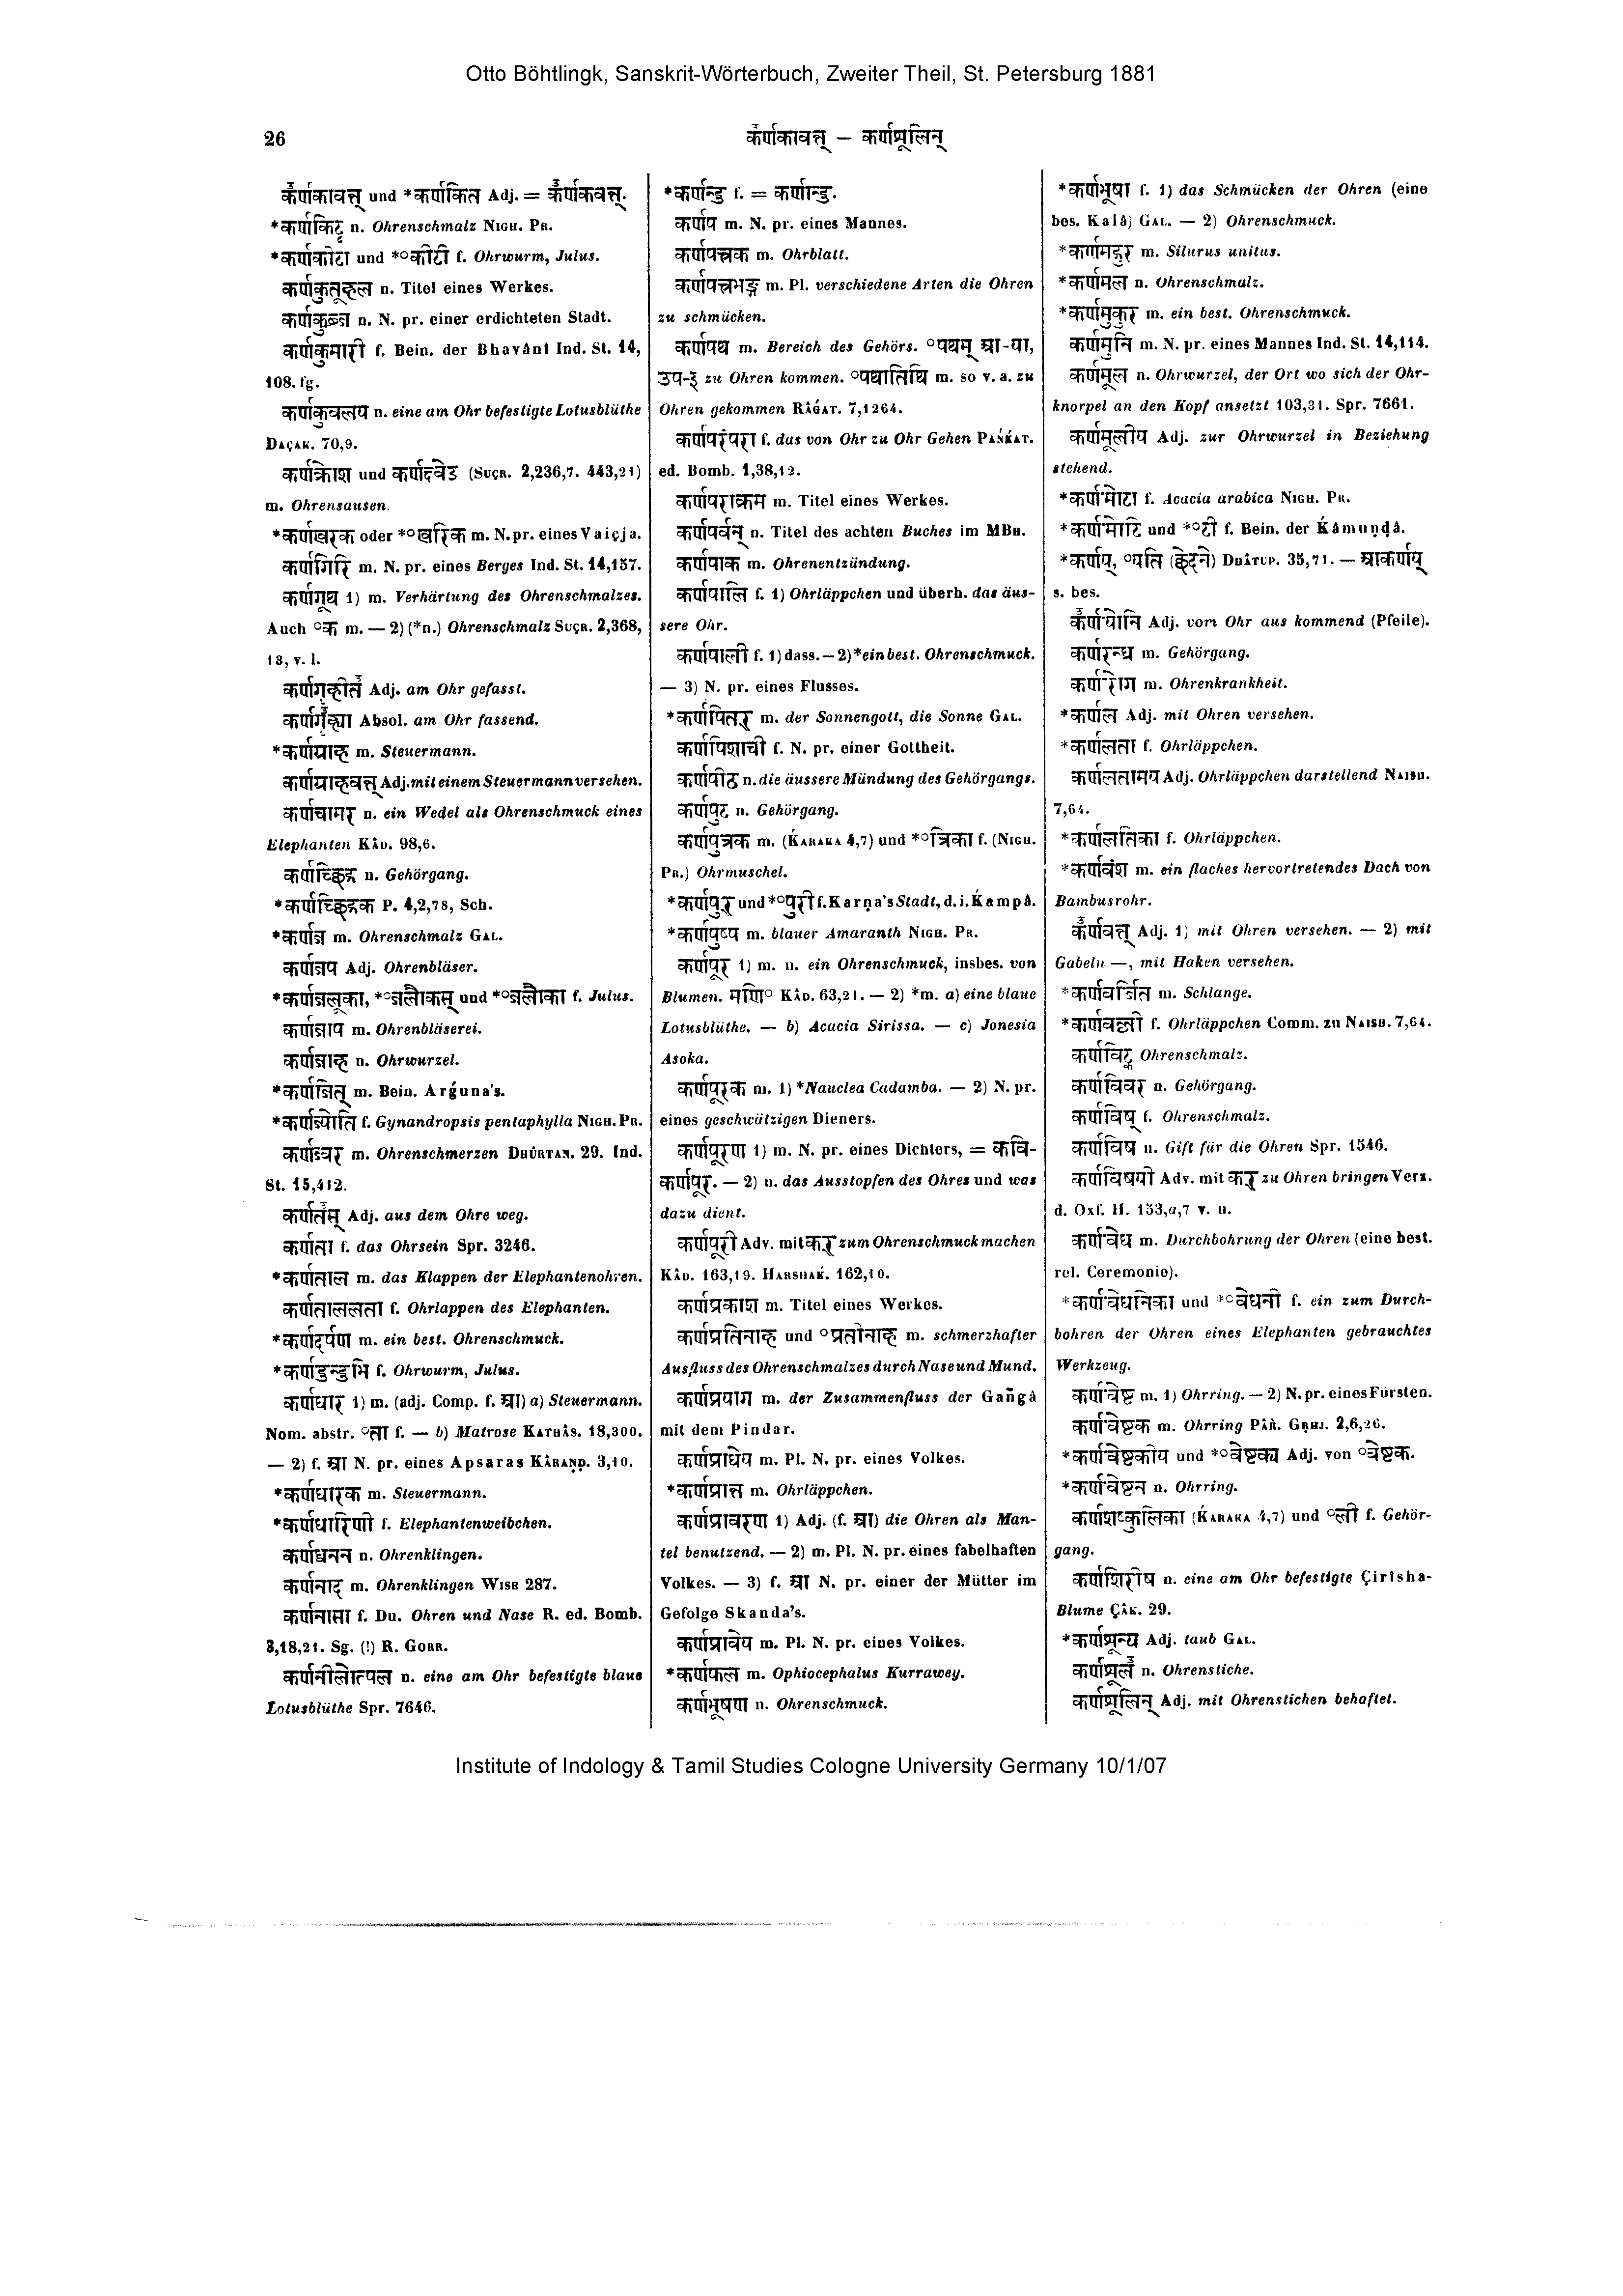 Otto Böhtlingk, Sanskrit-Wörterbuch, Zweiter Theil, St. Petersburg 1881
26
कर्णकावत् — कर्णशूलिन्
कर्णकावत् und *कर्णकित Adj. = कर्णकवत्.
*कर्णकिट्ट n. Ohrenschmalz Nigh. Pr.
*कर्णकीटा und *°कीटी f. Ohrwurm, Julus.
कर्णकुतूहल n. Titel eines Werkes.
कर्णकुब्ज n. N. pr. einer erdichteten Stadt.
कर्णकुमारी f. Bein. der Bhavânî Ind. St. 14,
108. fg.
कर्णकुवलय n. eine am Ohr befestigte Lotusblüthe
Daçak. 70,9.
कर्णक्रोश und कर्णक्ष्वेड (Suçr. 2,236,7. 443,21)
m. Ohrensausen.
*कर्णखरक oder *°खरिक m. N. pr. eines Vaiçja.
कर्णगिरि m. N. pr. eines Berges Ind. St. 14,157.
कर्णगूथ 1) m. Verhärtung des Ohrenschmalzes.
Auch °क m. — 2) (*n.) Ohrenschmalz Suçr. 2,368,
13, v. l.
कर्णगृहीत Adj. am Ohr gefasst.
कर्णगृह्या Absol. am Ohr fassend.
*कर्णग्राह m. Steuermann.
कर्णग्राहवत् Adj. mit einem Steuermann versehen.
कर्णचामर n. ein Wedel als Ohrenschmuck eines
Elephanten Kâd. 98,6.
कर्णच्छिद्र n. Gehörgang.
*कर्णच्छिद्रक P. 4,2,78, Sch.
*कर्णज m. Ohrenschmalz Gal.
कर्णजप Adj. Ohrenbläser.
*कर्णजलूका, *°जलौकस् und *°जलौका f. Julus.
कर्णजाप m. Ohrenbläserei.
कर्णजाह n. Ohrwurzel.
*कर्णजित् m. Bein. Arǵuna's.
*कर्णज्योति f. Gynandropsis pentaphylla Nigh. Pr.
कर्णज्वर m. Ohrenschmerzen Dhûrtan. 29. Ind.
St. 15,412.
कर्णतस् Adj. aus dem Ohre weg.
कर्णता f. das Ohrsein Spr. 3246.
*कर्णताल m. das Klappen der Elephantenohren.
कर्णताललता f. Ohrlappen des Elephanten.
*कर्णदर्पण m. ein best. Ohrenschmuck.
*कर्णदुन्दुभि f. Ohrwurm, Julus.
कर्णधार 1) m. (adj. Comp. f. आ) a) Steuermann.
Nom. abstr. °ता f. — b) Matrose Kathâs. 18,300.
— 2) f. आ N. pr. eines Apsaras Kâraṇḍ. 3,10.
*कर्णधारक m. Steuermann.
*कर्णधारिणी f. Elephantenweibchen.
कर्णध्वनन n. Ohrenklingen.
कर्णनाद m. Ohrenklingen Wise 287.
कर्णनासा f. Du. Ohren und Nase R. ed. Bomb.
3,18,21. Sg. (!) R. Gorr.
कर्णनीलोत्पल n. eine am Ohr befestigte blaue
Lotusblüthe Spr. 7646.
*कर्णन्दु f. = कर्णान्दु.
कर्णप m. N. pr. eines Mannes.
कर्णपत्त्रक m. Ohrblatt.
कर्णपत्त्रभङ्ग m. Pl. verschiedene Arten die Ohren
zu schmücken.
कर्णपथ m. Bereich des Gehörs. °पथम् आ-या,
उप-इ zu Ohren kommen. °पथातिथि m. so v. a. zu
Ohren gekommen Râǵat. 7,1264.
कर्णपरंपरा f. das von Ohr zu Ohr Gehen Pańḱat.
ed. Bomb. 1,38,12.
कर्णपराक्रम m. Titel eines Werkes.
कर्णपर्वन् n. Titel des achten Buches im MBh.
कर्णपाक m. Ohrenentzündung.
कर्णपालि f. 1) Ohrläppchen und überh. das äus-
sere Ohr.
कर्णपाली f. 1) dass. — 2) *ein best. Ohrenschmuck.
— 3) N. pr. eines Flusses.
*कर्णपितृ m. der Sonnengott, die Sonne Gal.
कर्णपिशाची f. N. pr. einer Gottheit.
कर्णपीठ n. die äussere Mündung des Gehörgangs.
कर्णपुट n. Gehörgang.
कर्णपुत्रक m. (Ḱaraka 4,7) und *°त्रिका f. (Nigh.
Pr.) Ohrmuschel.
*कर्णपुर् und *°पुरी f. Karṇa's Stadt, d. i. Ḱampâ.
*कर्णपुष्प m. blauer Amaranth Nigh. Pr.
कर्णपूर 1) m. n. ein Ohrenschmuck, insbes. von
Blumen. मणि° Kâd. 63,21. — 2) *m. a) eine blaue
Lotusblüthe. — b) Acacia Sirissa. — c) Jonesia
Asoka.
कर्णपूरक m. 1) *Nauclea Cadamba. — 2) N. pr.
eines geschwätzigen Dieners.
कर्णपूरण 1) m. N. pr. eines Dichters, = कवि-
कर्णपूर. — 2) n. das Ausstopfen des Ohres und was
dazu dient.
कर्णपूरी Adv. mit कर् zum Ohrenschmuck machen
Kâd. 163,19. Harshaḱ. 162,10.
कर्णप्रकाश m. Titel eines Werkes.
कर्णप्रतिनाह und °प्रतीनाह m. schmerzhafter
Ausfluss des Ohrenschmalzes durch Nase und Mund.
कर्णप्रयाग m. der Zusammenfluss der Gañgâ
mit dem Pindar.
कर्णप्राधेय m. Pl. N. pr. eines Volkes.
*कर्णप्रान्त m. Ohrläppchen.
कर्णप्रावरण 1) Adj. (f. आ) die Ohren als Man-
tel benutzend. — 2) m. Pl. N. pr. eines fabelhaften
Volkes. — 3) f. आ N. pr. einer der Mütter im
Gefolge Skanda's.
कर्णप्रावेय m. Pl. N. pr. eines Volkes.
*कर्णफल m. Ophiocephalus Kurrawey.
कर्णभूषण n. Ohrenschmuck.
*कर्णभूषा f. 1) das Schmücken der Ohren (eine
bes. Kalâ) Gal. — 2) Ohrenschmuck.
*कर्णमद्गुर m. Silurus unitus.
*कर्णमल n. Ohrenschmalz.
*कर्णमुकुर m. ein best. Ohrenschmuck.
कर्णमुनि m. N. pr. eines Mannes Ind. St. 14,114.
कर्णमूल n. Ohrwurzel, der Ort wo sich der Ohr-
knorpel an den Kopf ansetzt 103,31. Spr. 7661.
कर्णमूलीय Adj. zur Ohrwurzel in Beziehung
stehend.
*कर्णमोटा f. Acacia arabica Nigh. Pr.
*कर्णमोटि und *°टी f. Bein. der Ḱâmuṇḍâ.
*कर्णय्, °यति (छेदने) Dhâtup. 35,71. — आकर्णय्
s. bes.
कर्णयोनि Adj. vom Ohr aus kommend (Pfeile).
कर्णरन्ध्र m. Gehörgang.
कर्णरोग m. Ohrenkrankheit.
*कर्णल Adj. mit Ohren versehen.
*कर्णलता f. Ohrläppchen.
कर्णलतामय Adj. Ohrläppchen darstellend Naish.
7,64.
*कर्णलतिका f. Ohrläppchen.
*कर्णवंश m. ein flaches hervortretendes Dach von
Bambusrohr.
कर्णवत् Adj. 1) mit Ohren versehen. — 2) mit
Gabeln —, mit Haken versehen.
*कर्णवर्जित m. Schlange.
*कर्णवल्ली f. Ohrläppchen Comm. zu Naish. 7,64.
कर्णविट्क Ohrenschmalz.
कर्णविवर n. Gehörgang.
कर्णविष् f. Ohrenschmalz.
कर्णविष n. Gift für die Ohren Spr. 1546.
कर्णविषयी Adv. mit कर् zu Ohren bringen Verz.
d. Oxf. H. 153,a,7 v. u.
कर्णवेध m. Durchbohrung der Ohren (eine best.
rel. Ceremonie).
*कर्णवेधनिका und *°वेधनी f. ein zum Durch-
bohren der Ohren eines Elephanten gebrauchtes
Werkzeug.
कर्णवेष्ट m. 1) Ohrring. — 2) N. pr. eines Fürsten.
कर्णवेष्टक m. Ohrring Pâr. Gṛhj. 2,6,26.
*कर्णवेष्टकीय und *°वेष्टक्य Adj. von °वेष्टक.
*कर्णवेष्टन n. Ohrring.
कर्णशष्कुलिका (Ḱaraka 4,7) und °ली f. Gehör-
gang.
कर्णशिरीष n. eine am Ohr befestigte Çirîsha-
Blume Çâk. 29.
*कर्णशून्य Adj. taub Gal.
कर्णशूल n. Ohrenstiche.
कर्णशूलिन् Adj. mit Ohrenstichen behaftet.
Institute of Indology & Tamil Studies Cologne University Germany 10/1/07